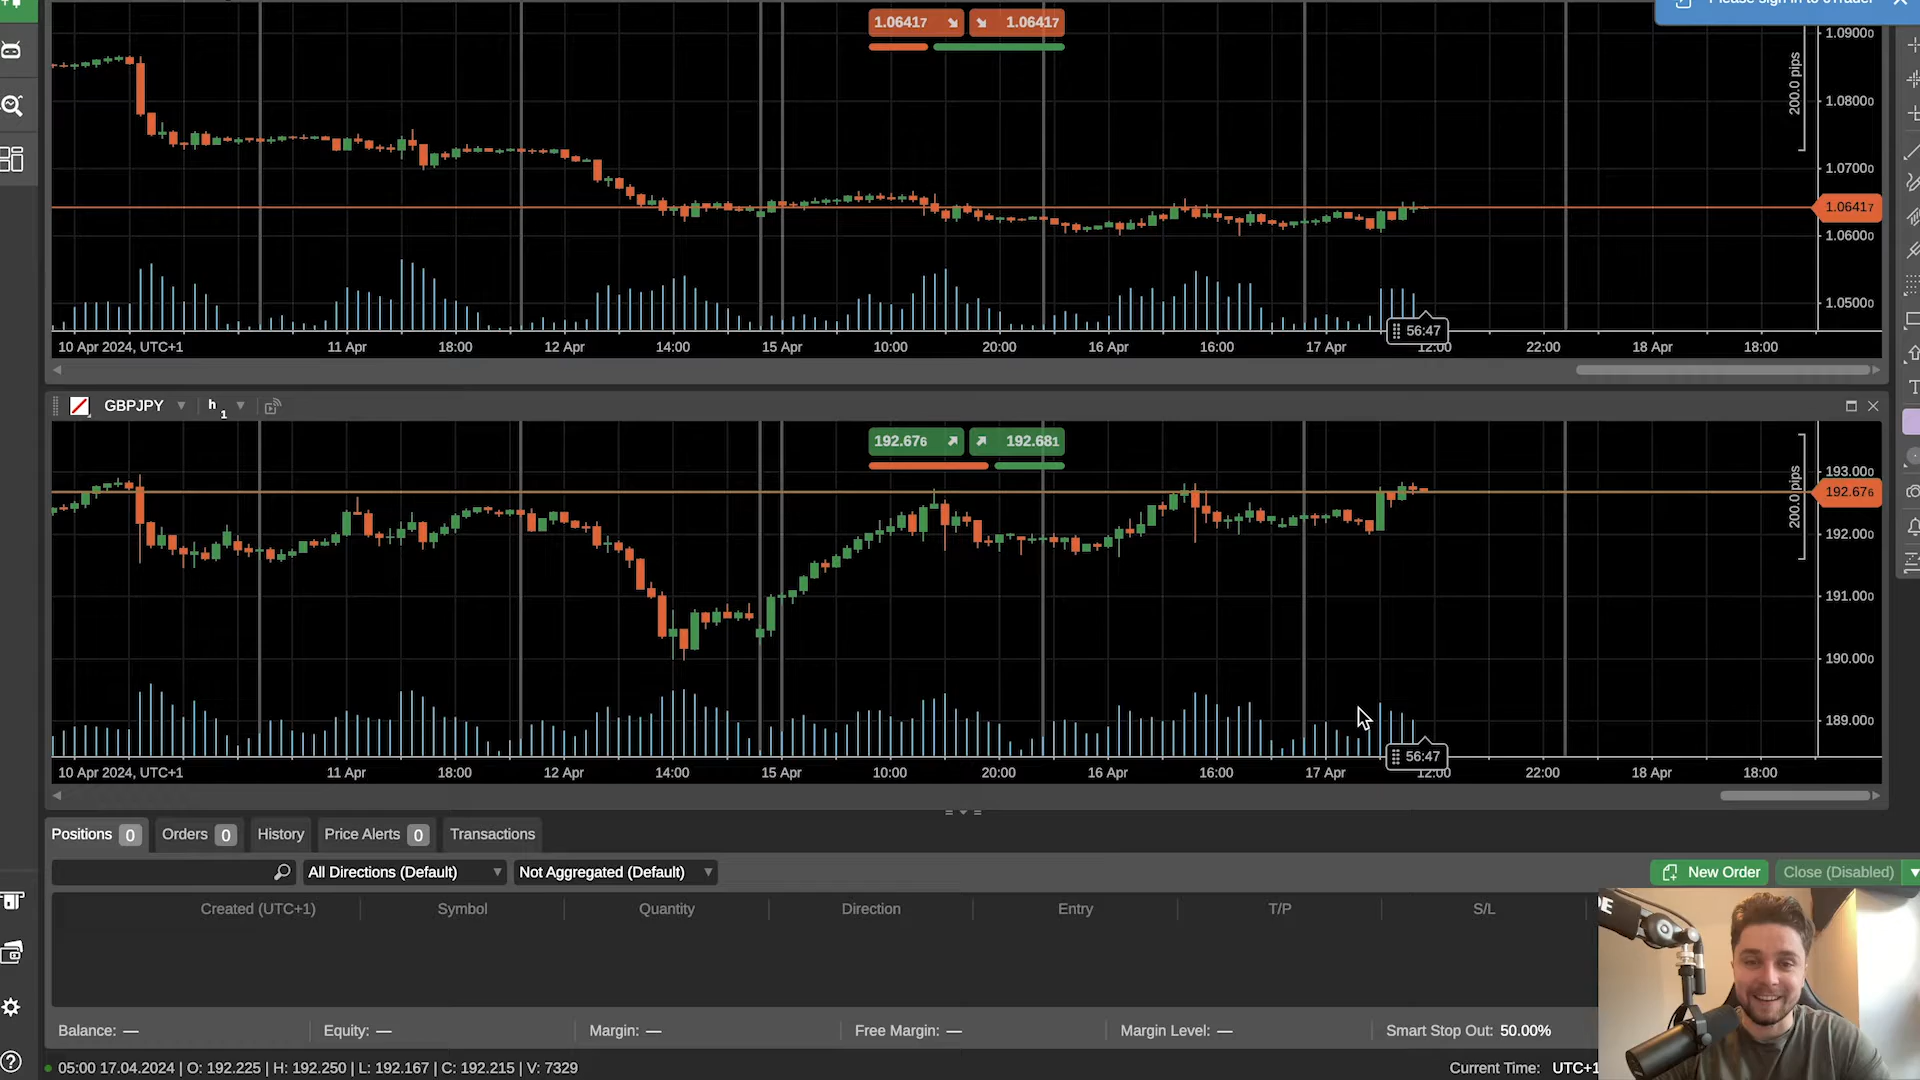 Please sign in to cTrader
1.06417 1.06417
200.0 pips
1.09000
1.08000
1.07000
1.06417
1.06000
1.05000
56:47
10 Apr 2024, UTC+1 11 Apr 18:00 12 Apr 14:00 15 Apr 10:00 20:00 16 Apr 16:00 17 Apr 12:00 22:00 18 Apr 18:00
GBPJPY h1
192.676 192.681
200.0 pips
193.000
192.676
192.000
191.000
190.000
189.000
56:47
10 Apr 2024, UTC+1 11 Apr 18:00 12 Apr 14:00 15 Apr 10:00 20:00 16 Apr 16:00 17 Apr 12:00 22:00 18 Apr 18:00
Positions 0 Orders 0 History Price Alerts 0 Transactions
All Directions (Default) Not Aggregated (Default) New Order Close (Disabled)
Created (UTC+1) Symbol Quantity Direction Entry T/P S/L
Balance: — Equity: — Margin: — Free Margin: — Margin Level: — Smart Stop Out: 50.00%
05:00 17.04.2024 | O: 192.225 | H: 192.250 | L: 192.167 | C: 192.215 | V: 7329 Current Time: UTC+1